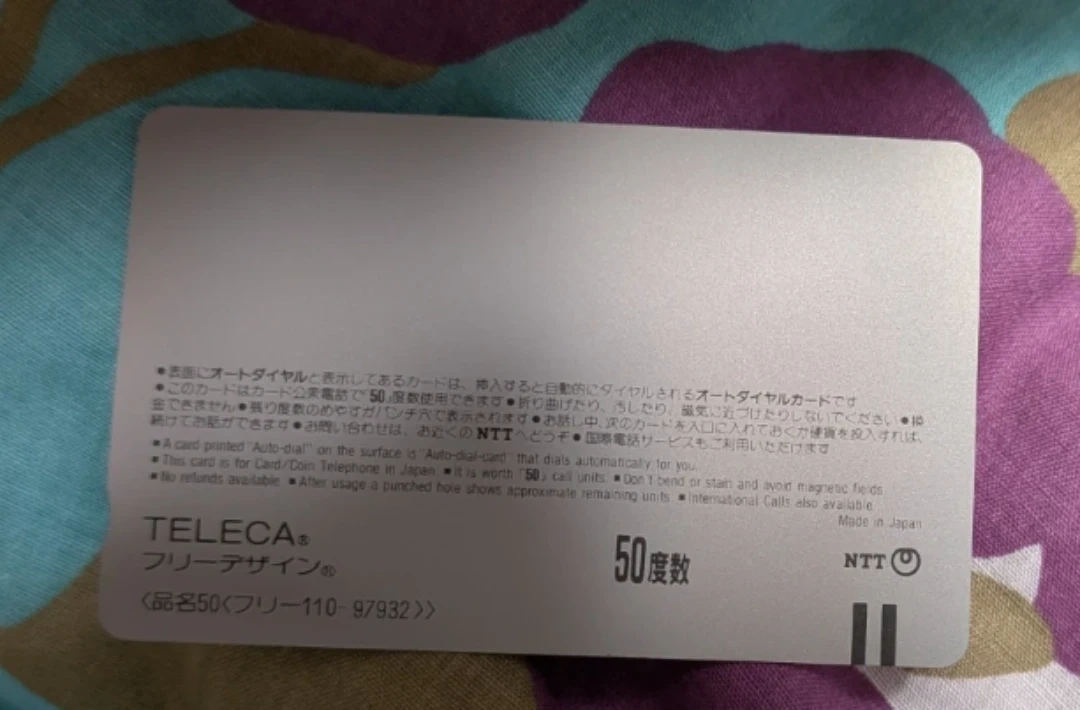 ●表面にオートダイヤルと表示してあるカードは、挿入すると自動的にダイヤルされるオートダイヤルカードです
●このカードはカード公衆電話で「50」度数使用できます●折り曲げたり、汚したり、磁気に近づけたりしないでください●換
金できません●残り度数のめやすがパンチ穴で表示されます●お話し中、次のカードを入口に入れておくか硬貨を投入すれば、
続けてお話ができます●お問い合わせは、お近くのNTTへどうぞ●国際電話サービスもご利用いただけます
■A card printed "Auto-dial" on the surface is "Auto-dial-card" that dials automatically for you.
■This card is for Card/Coin Telephone in Japan ■It is worth「50」call units ■Don't bend or stain and avoid magnetic fields
■No refunds available ■After usage a punched hole shows approximate remaining units ■International Calls also available
Made in Japan
TELECA®
フリーデザイン®
50度数
NTT
〈品名50〈フリー110-97932〉〉